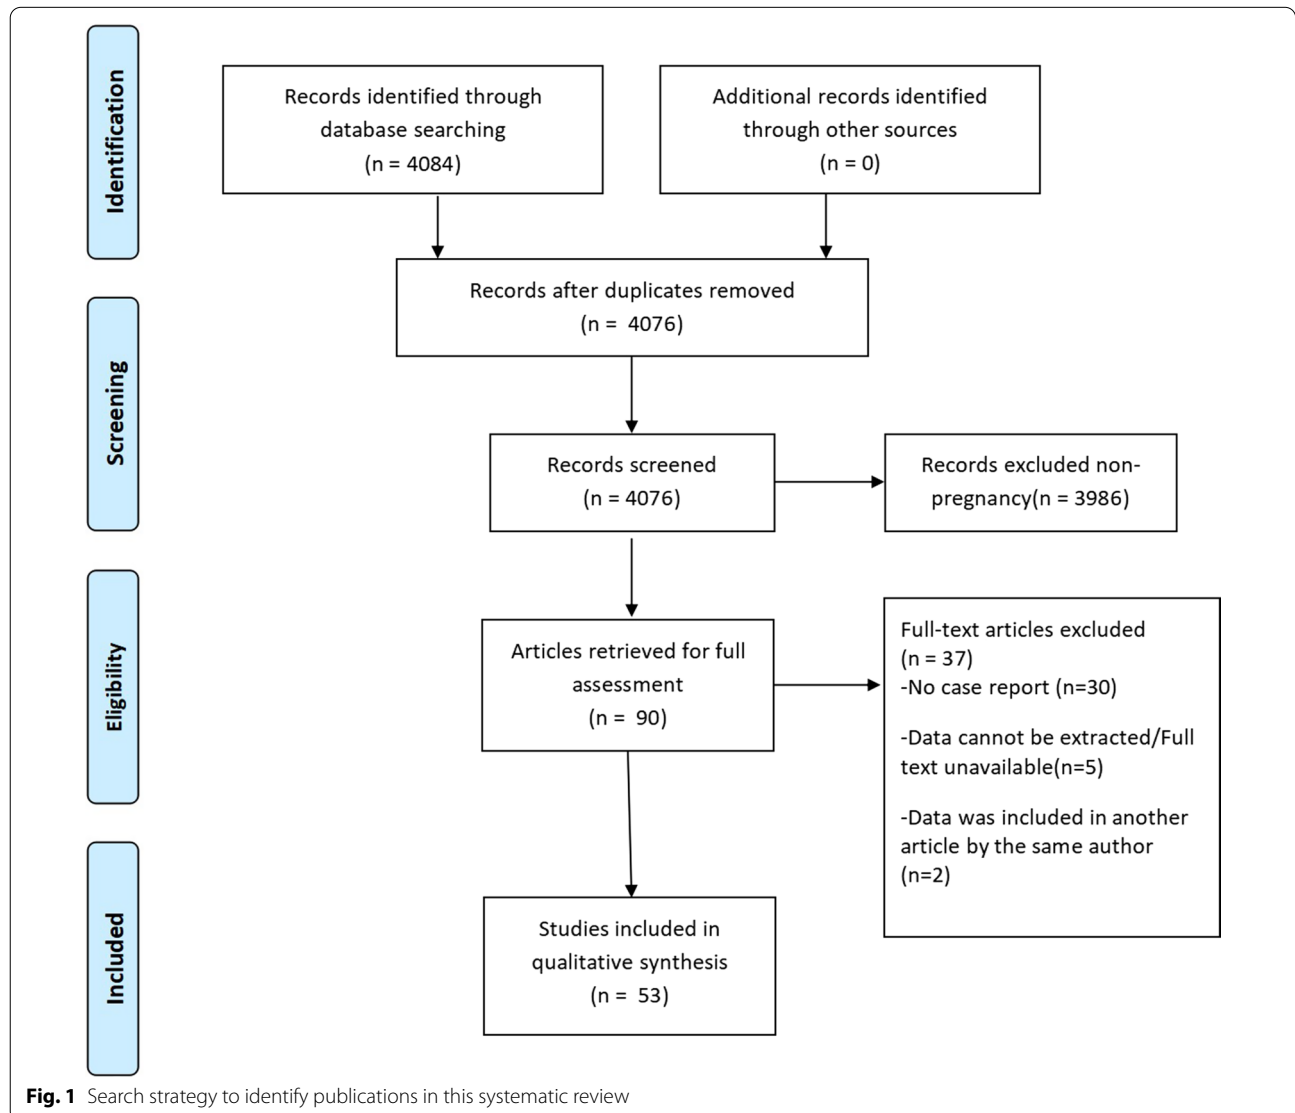 Identification
Records identified through
database searching
(n = 4084)
Additional records identified
through other sources
(n = 0)
Records after duplicates removed
(n = 4076)
Screening
Records screened
(n = 4076)
Records excluded non-
pregnancy(n = 3986)
Eligibility
Articles retrieved for full
assessment
(n = 90)
Full-text articles excluded
(n = 37)
-No case report (n=30)
-Data cannot be extracted/Full
text unavailable(n=5)
-Data was included in another
article by the same author
(n=2)
Included
Studies included in
qualitative synthesis
(n = 53)
Fig. 1 Search strategy to identify publications in this systematic review